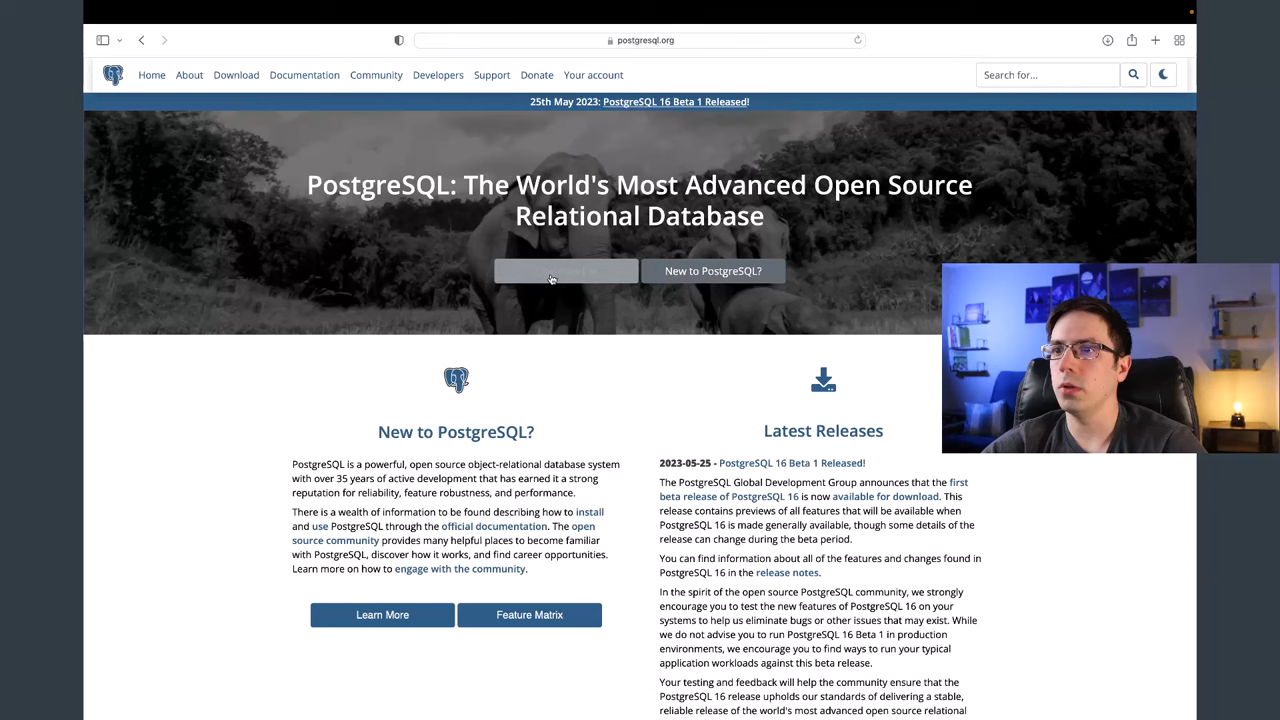 postgresql.org
Home About Download Documentation Community Developers Support Donate Your account
Search for...
25th May 2023: PostgreSQL 16 Beta 1 Released!
PostgreSQL: The World's Most Advanced Open Source
Relational Database
New to PostgreSQL?
New to PostgreSQL?
PostgreSQL is a powerful, open source object-relational database system
with over 35 years of active development that has earned it a strong
reputation for reliability, feature robustness, and performance.
There is a wealth of information to be found describing how to install
and use PostgreSQL through the official documentation. The open
source community provides many helpful places to become familiar
with PostgreSQL, discover how it works, and find career opportunities.
Learn more on how to engage with the community.
Learn More
Feature Matrix
Latest Releases
2023-05-25 - PostgreSQL 16 Beta 1 Released!
The PostgreSQL Global Development Group announces that the first
beta release of PostgreSQL 16 is now available for download. This
release contains previews of all features that will be available when
PostgreSQL 16 is made generally available, though some details of the
release can change during the beta period.
You can find information about all of the features and changes found in
PostgreSQL 16 in the release notes.
In the spirit of the open source PostgreSQL community, we strongly
encourage you to test the new features of PostgreSQL 16 on your
systems to help us eliminate bugs or other issues that may exist. While
we do not advise you to run PostgreSQL 16 Beta 1 in production
environments, we encourage you to find ways to run your typical
application workloads against this beta release.
Your testing and feedback will help the community ensure that the
PostgreSQL 16 release upholds our standards of delivering a stable,
reliable release of the world's most advanced open source relational